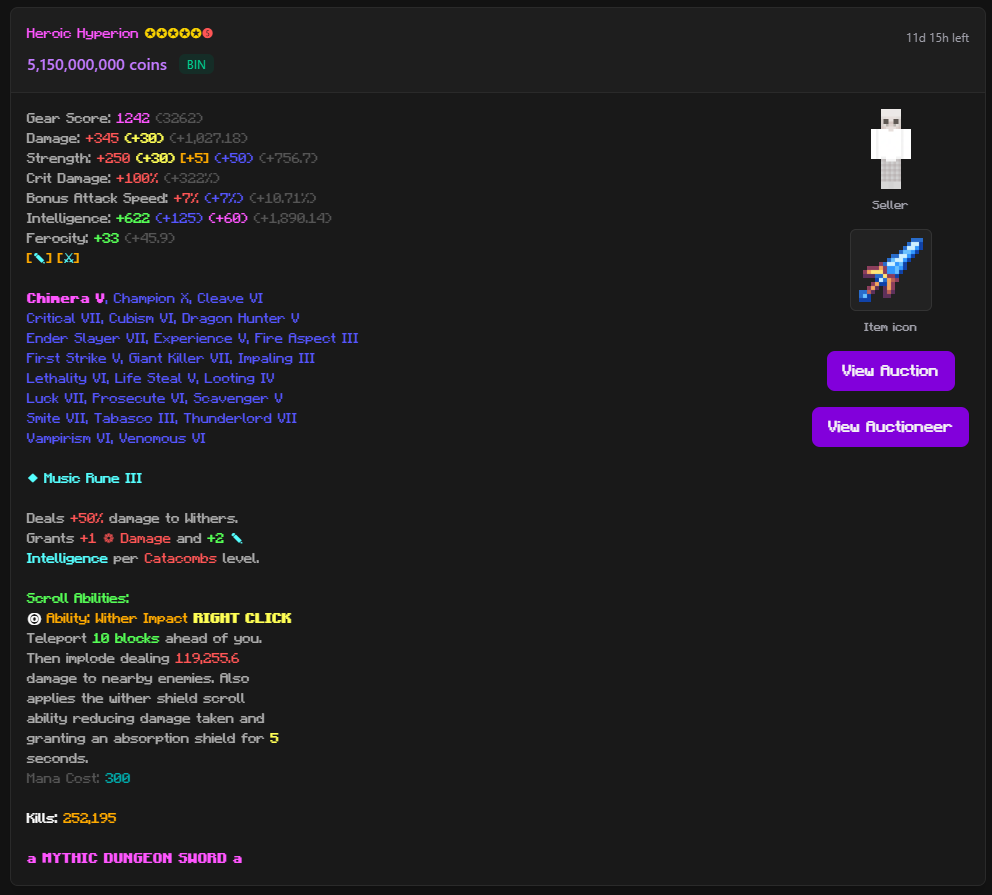 Heroic Hyperion ✪✪✪✪✪➎
11d 15h left
5,150,000,000 coins BIN
Gear Score: 1242 (3262)
Damage: +345 (+30) (+1,027.18)
Strength: +250 (+30) [+5] (+50) (+756.7)
Crit Damage: +100% (+322%)
Bonus Attack Speed: +7% (+7%) (+10.71%)
Intelligence: +622 (+125) (+60) (+1,890.14)
Ferocity: +33 (+45.9)
[✎] [⚔]
Chimera V, Champion X, Cleave VI
Critical VII, Cubism VI, Dragon Hunter V
Ender Slayer VII, Experience V, Fire Aspect III
First Strike V, Giant Killer VII, Impaling III
Lethality VI, Life Steal V, Looting IV
Luck VII, Prosecute VI, Scavenger V
Smite VII, Tabasco III, Thunderlord VII
Vampirism VI, Venomous VI
◆ Music Rune III
Deals +50% damage to Withers.
Grants +1 ❁ Damage and +2 ✎
Intelligence per Catacombs level.
Scroll Abilities:
Ability: Wither Impact RIGHT CLICK
Teleport 10 blocks ahead of you.
Then implode dealing 119,255.6
damage to nearby enemies. Also
applies the wither shield scroll
ability reducing damage taken and
granting an absorption shield for 5
seconds.
Mana Cost: 300
Kills: 252,195
a MYTHIC DUNGEON SWORD a
Seller
Item icon
View Auction
View Auctioneer